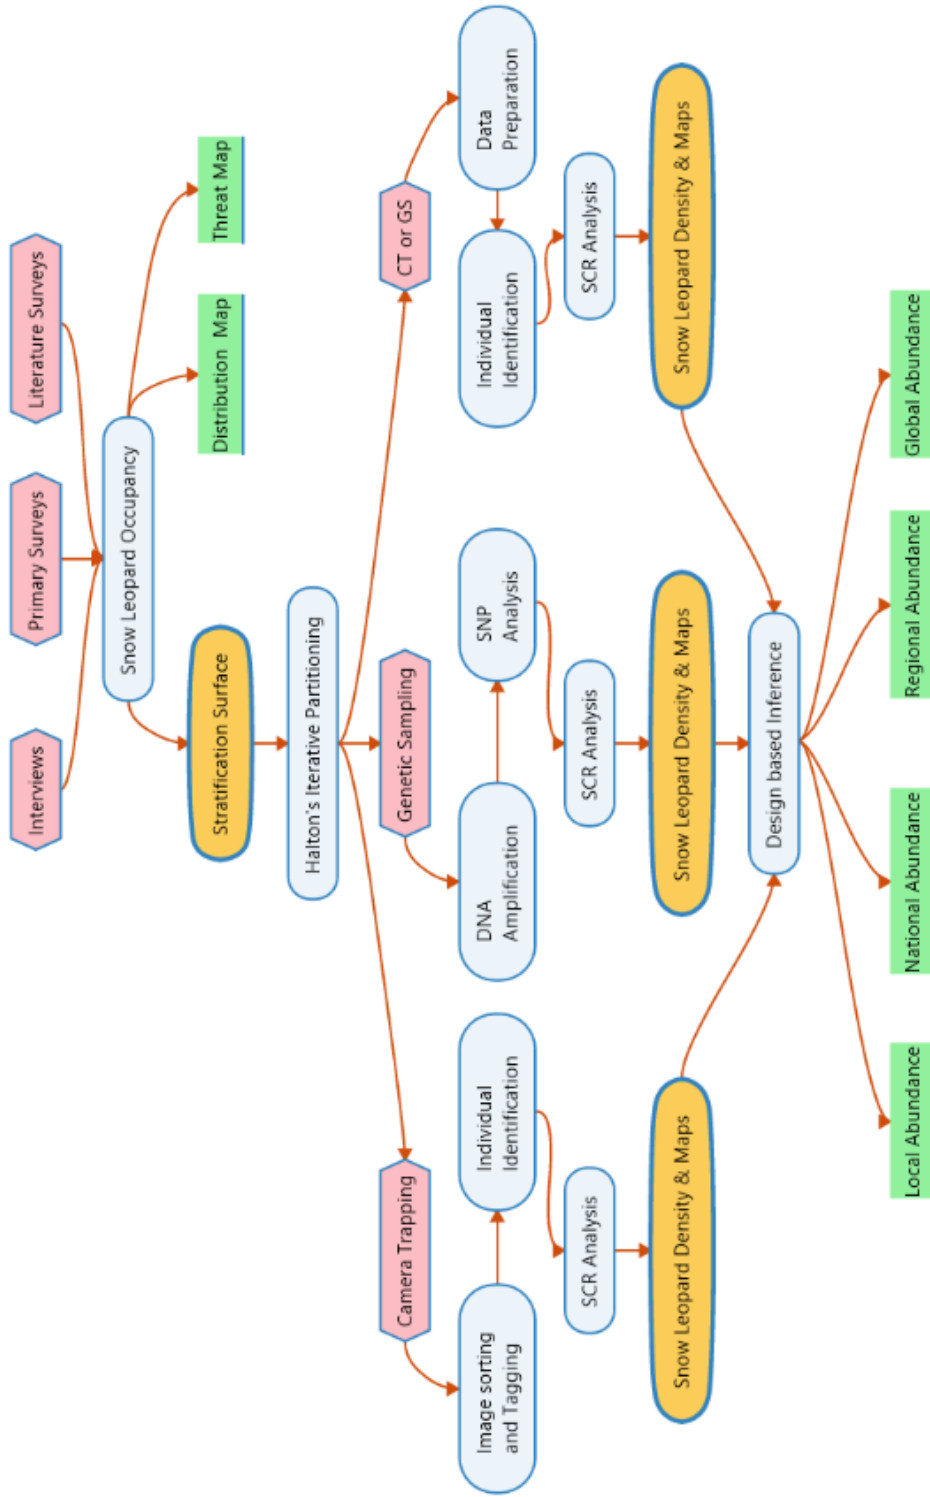 Interviews
Primary Surveys
Literature Surveys
Snow Leopard Occupancy
Stratification Surface
Distribution Map
Threat Map
Halton's Iterative Partitioning
Camera Trapping
Genetic Sampling
CT or GS
Image sorting
and Tagging
Individual
Identification
DNA
Amplification
SNP
Analysis
Individual
Identification
Data
Preparation
SCR Analysis
SCR Analysis
SCR Analysis
Snow Leopard Density & Maps
Snow Leopard Density & Maps
Snow Leopard Density & Maps
Design based Inference
Local Abundance
National Abundance
Regional Abundance
Global Abundance